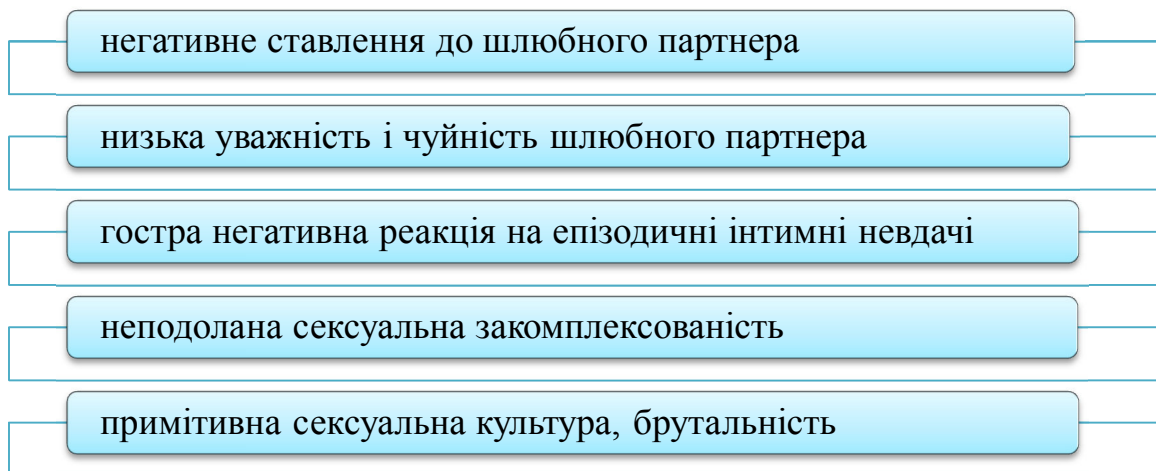 негативне ставлення до шлюбного партнера
низька уважність і чуйність шлюбного партнера
гостра негативна реакція на епізодичні інтимні невдачі
неподолана сексуальна закомплексованість
примітивна сексуальна культура, брутальність